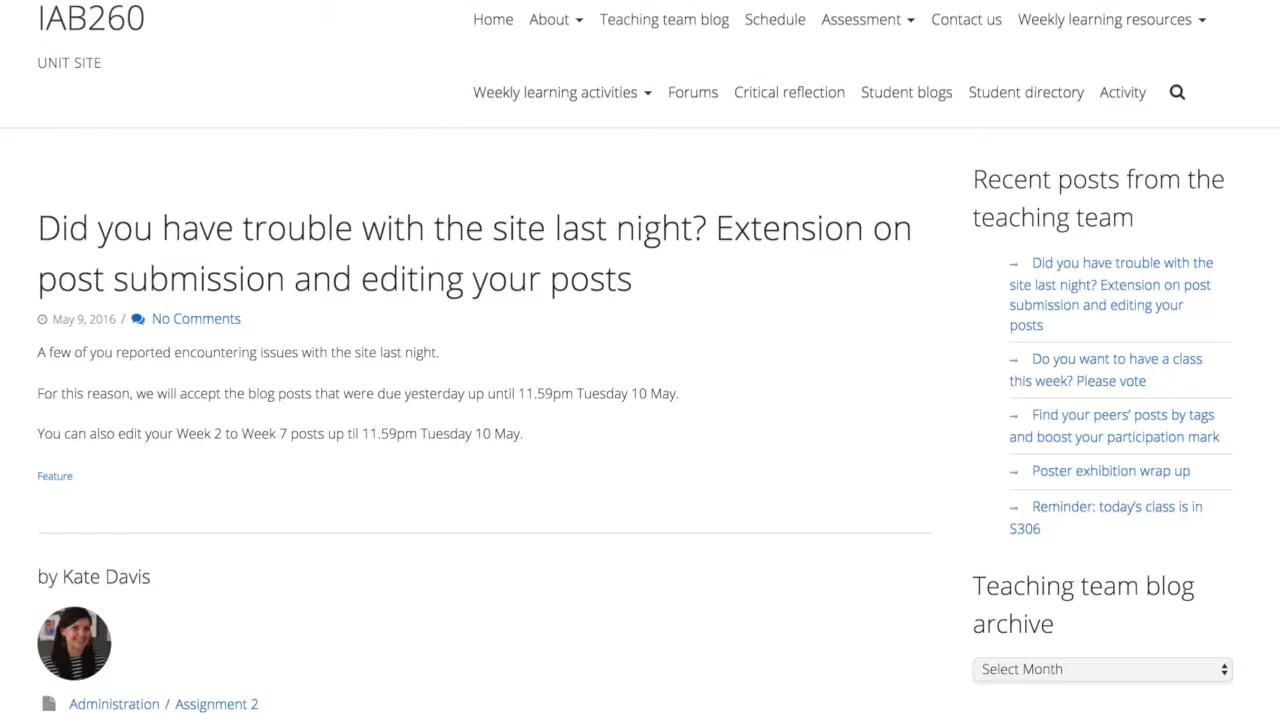 IAB260
UNIT SITE
Home About Teaching team blog Schedule Assessment Contact us Weekly learning resources
Weekly learning activities Forums Critical reflection Student blogs Student directory Activity
Did you have trouble with the site last night? Extension on
post submission and editing your posts
May 9, 2016 / No Comments
A few of you reported encountering issues with the site last night.
For this reason, we will accept the blog posts that were due yesterday up until 11.59pm Tuesday 10 May.
You can also edit your Week 2 to Week 7 posts up til 11.59pm Tuesday 10 May.
Feature
by Kate Davis
Administration / Assignment 2
Recent posts from the
teaching team
→ Did you have trouble with the
site last night? Extension on post
submission and editing your
posts
→ Do you want to have a class
this week? Please vote
→ Find your peers’ posts by tags
and boost your participation mark
→ Poster exhibition wrap up
→ Reminder: today’s class is in
S306
Teaching team blog
archive
Select Month